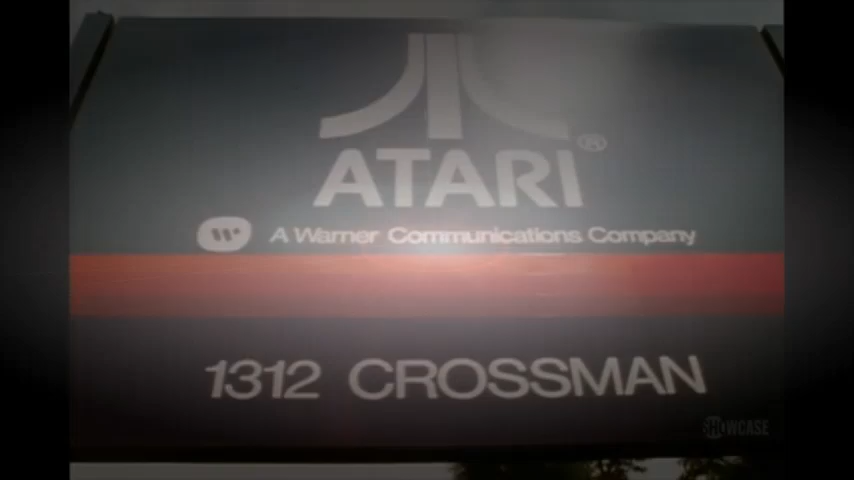 ATARI®
W A Warner Communications Company
1312 CROSSMAN
SHOWCASE